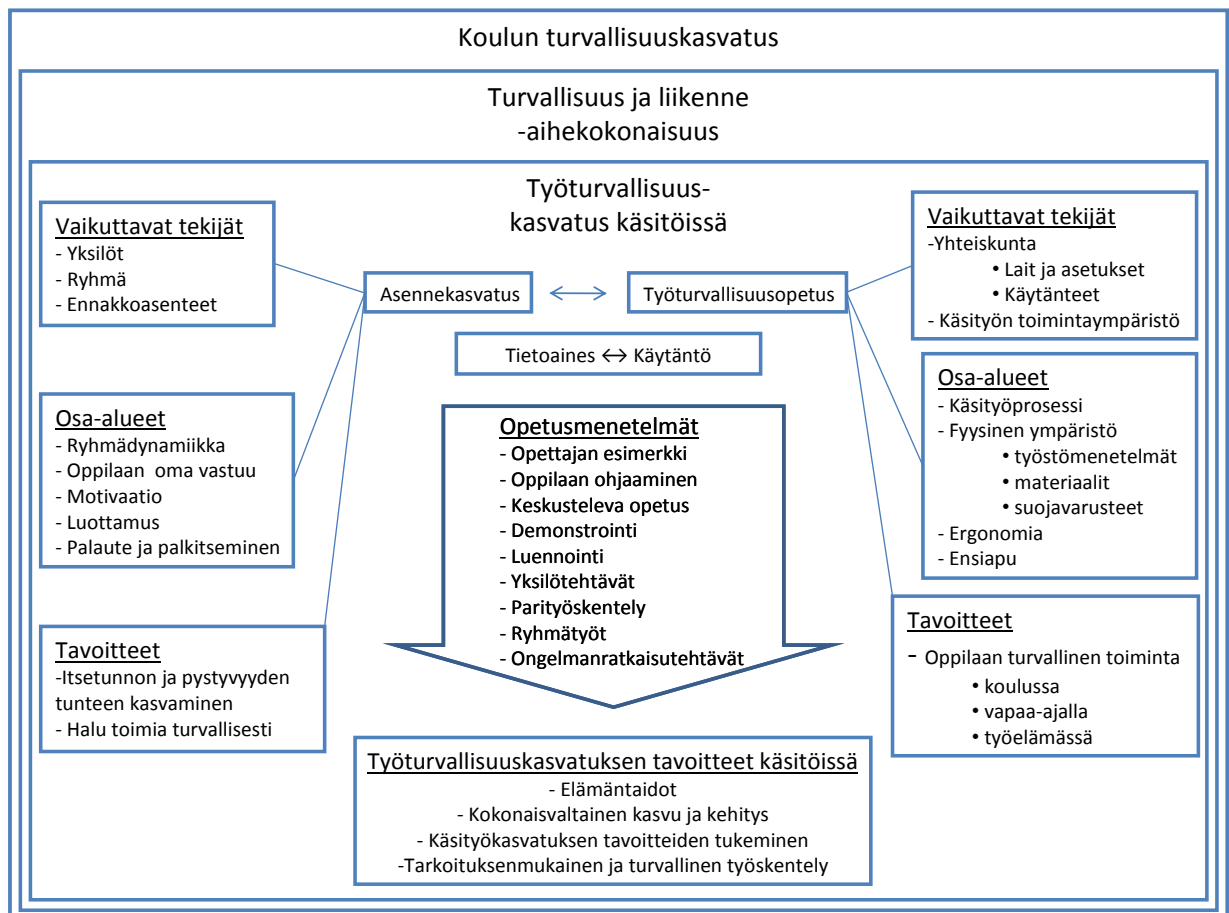 Koulun turvallisuuskasvatus
Turvallisuus ja liikenne
-aihekokonaisuus
Työturvallisuus-
kasvatus käsitöissä
Vaikuttavat tekijät
- Yksilöt
- Ryhmä
- Ennakkoasenteet
Asennekasvatus
Työturvallisuusopetus
Vaikuttavat tekijät
-Yhteiskunta
• Lait ja asetukset
• Käytänteet
- Käsityön toimintaympäristö
Tietoaines ↔ Käytäntö
Osa-alueet
- Ryhmädynamiikka
- Oppilaan oma vastuu
- Motivaatio
- Luottamus
- Palaute ja palkitseminen
Opetusmenetelmät
- Opettajan esimerkki
- Oppilaan ohjaaminen
- Keskusteleva opetus
- Demonstrointi
- Luennointi
- Yksilötehtävät
- Parityöskentely
- Ryhmätyöt
- Ongelmanratkaisutehtävät
Osa-alueet
- Käsityöprosessi
- Fyysinen ympäristö
• työstömenetelmät
• materiaalit
• suojavarusteet
- Ergonomia
- Ensiapu
Tavoitteet
-Itsetunnon ja pystyvyyden
tunteen kasvaminen
- Halu toimia turvallisesti
Tavoitteet
- Oppilaan turvallinen toiminta
• koulussa
• vapaa-ajalla
• työelämässä
Työturvallisuuskasvatuksen tavoitteet käsitöissä
- Elämäntaidot
- Kokonaisvaltainen kasvu ja kehitys
- Käsityökasvatuksen tavoitteiden tukeminen
-Tarkoituksenmukainen ja turvallinen työskentely